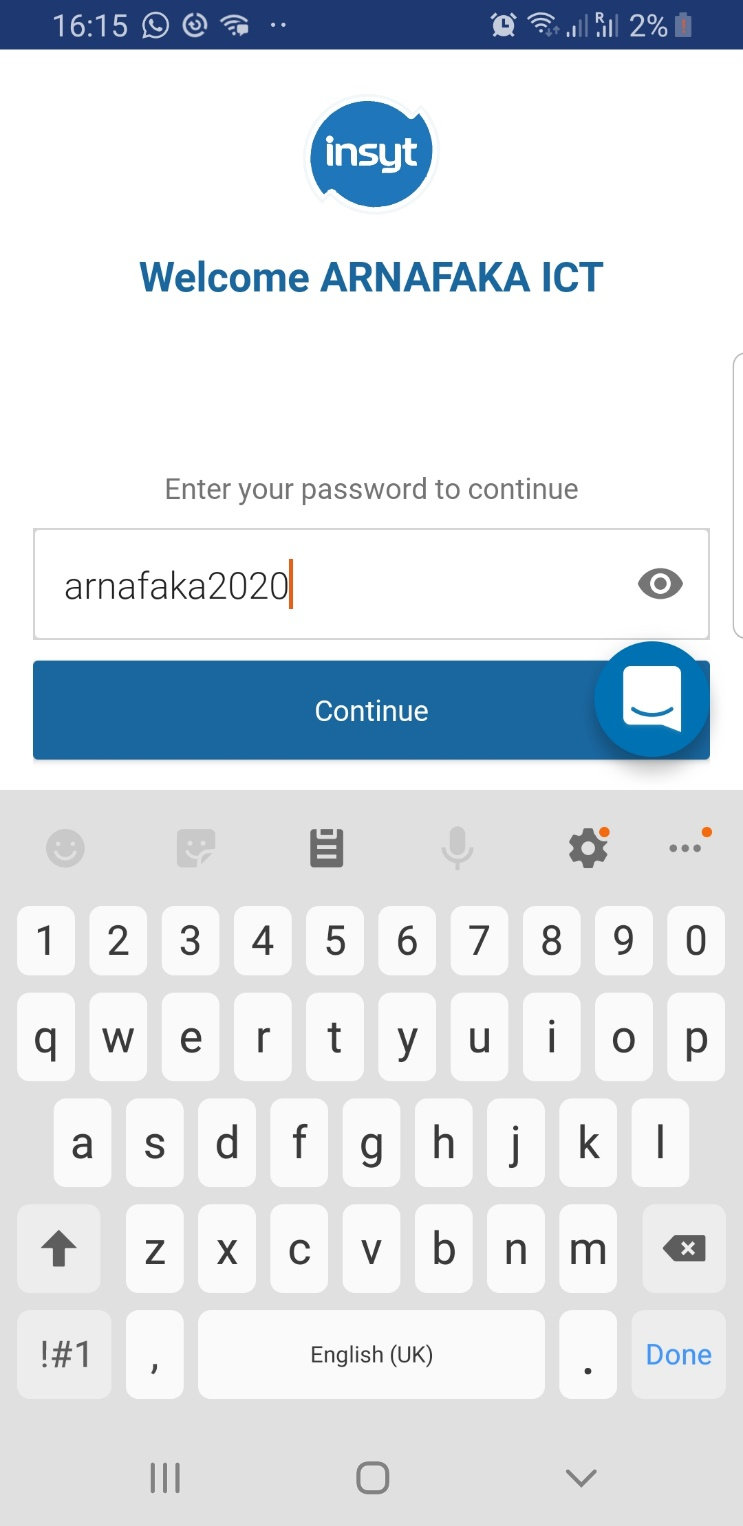 16:15 R 2%
insyt
Welcome ARNAFAKA ICT
Enter your password to continue
arnafaka2020
Continue
1 2 3 4 5 6 7 8 9 0
q w e r t y u i o p
a s d f g h j k l
z x c v b n m
!#1 , English (UK) . Done